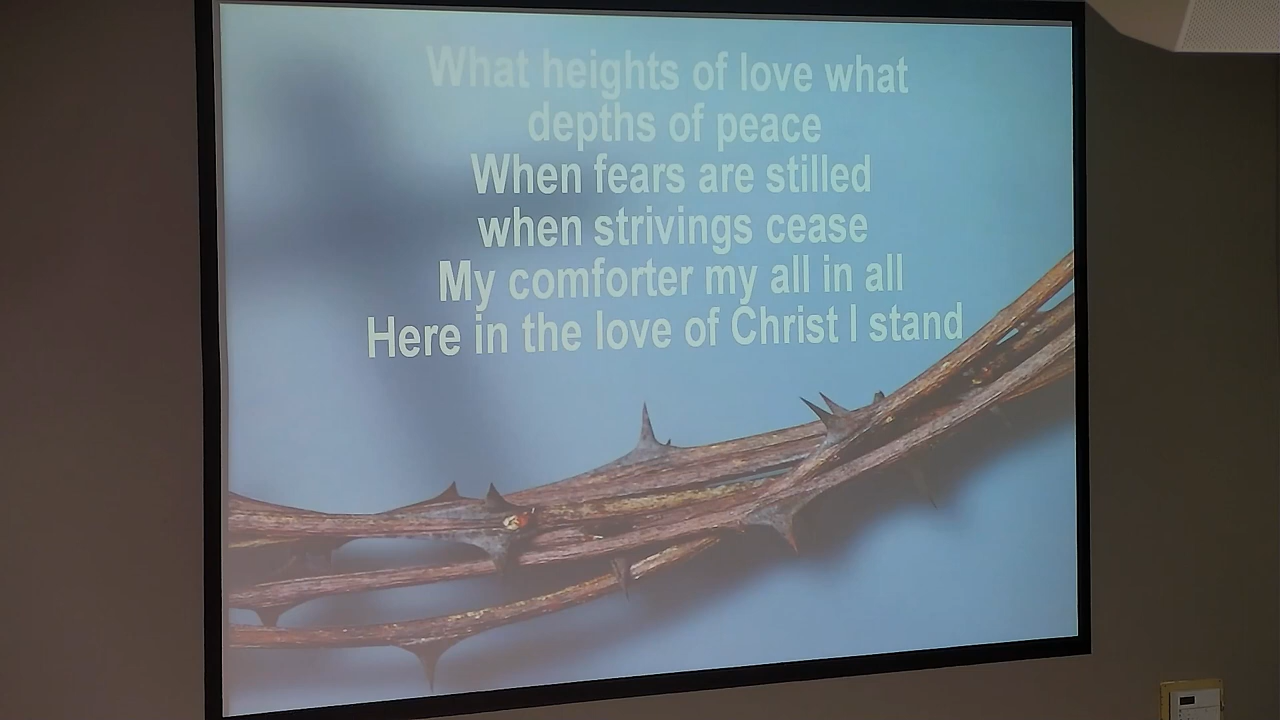 What heights of love what
depths of peace
When fears are stilled
when strivings cease
My comforter my all in all
Here in the love of Christ I stand